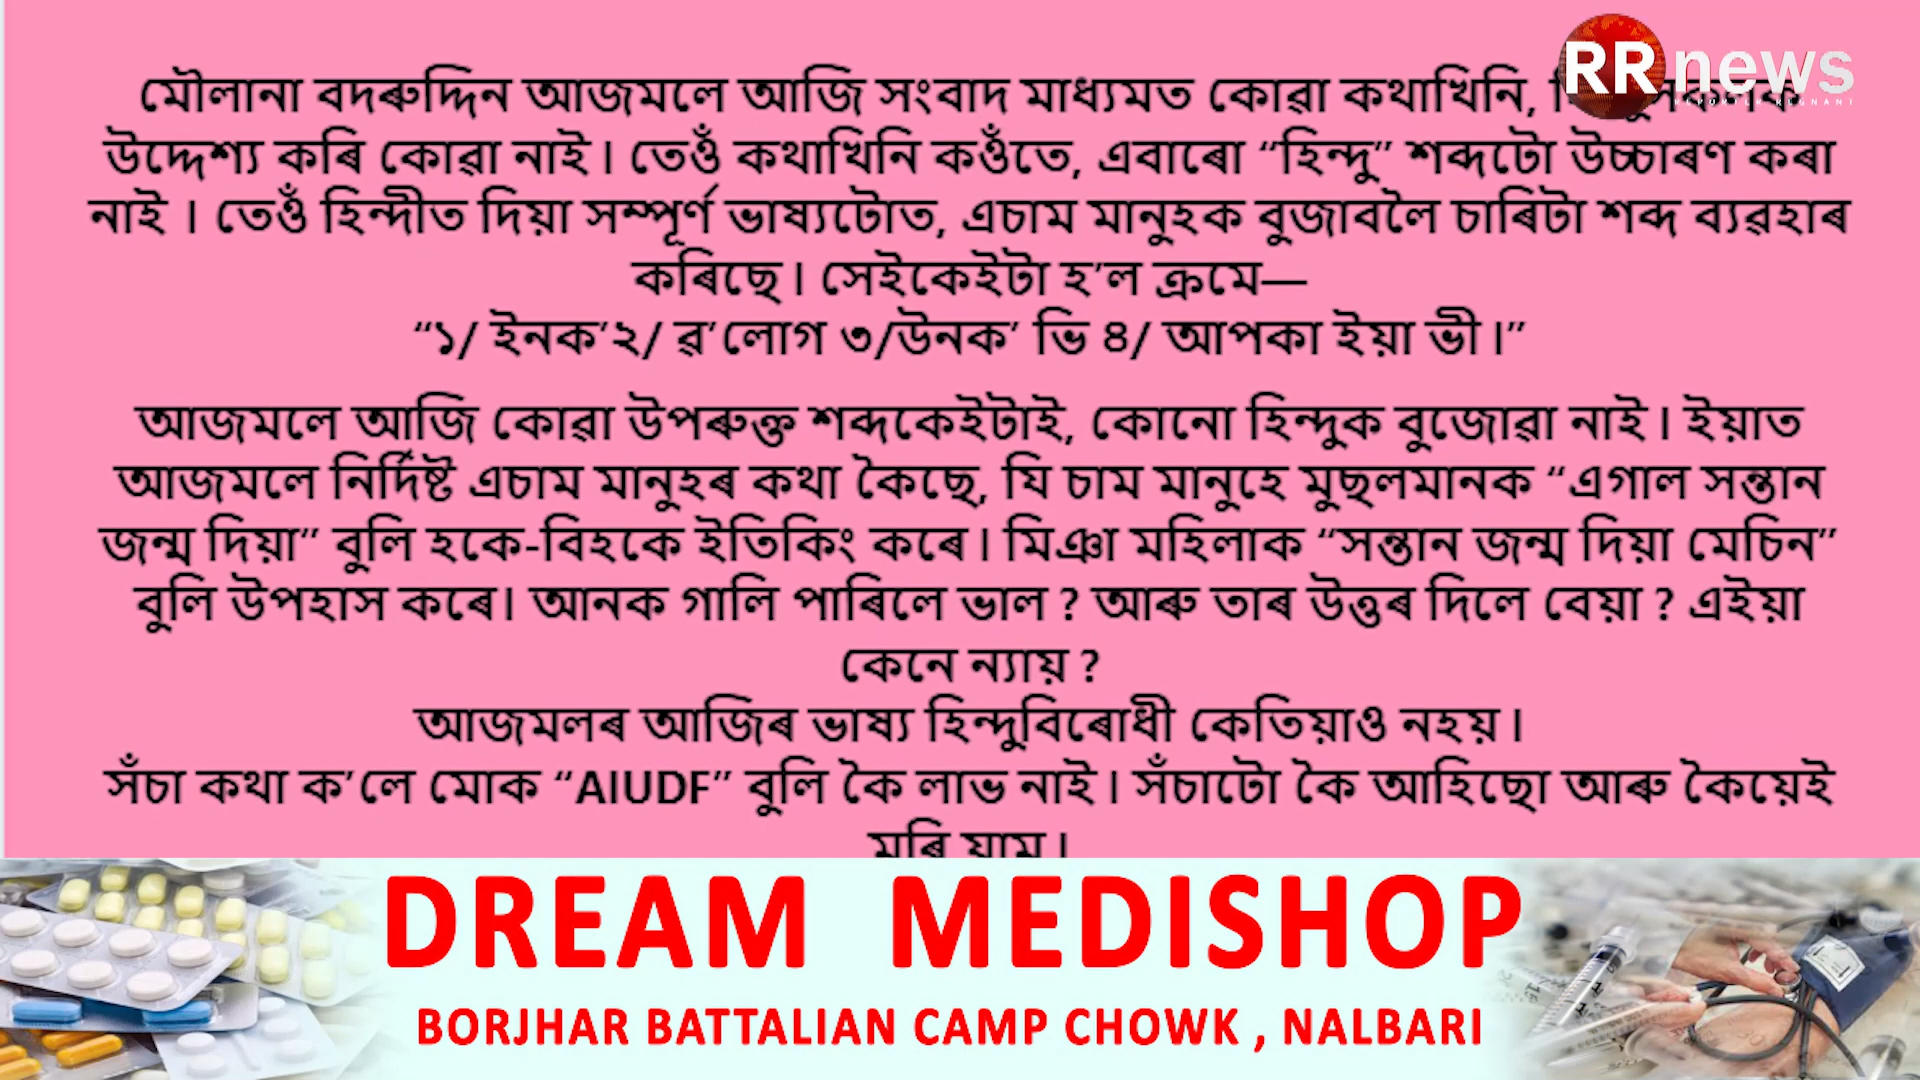 RR news
মৌলানা বদৰুদ্দিন আজমলে আজি সংবাদ মাধ্যমত কোৱা কথাখিনি,
উদ্দেশ্য কৰি কোৱা নাই। তেওঁ কথাখিনি কওঁতে, এবাৰো “হিন্দু” শব্দটো উচ্চাৰণ কৰা
নাই । তেওঁ হিন্দীত দিয়া সম্পূৰ্ণ ভাষ্যটোত, এচাম মানুহক বুজাবলৈ চাৰিটা শব্দ ব্যৱহাৰ
কৰিছে। সেইকেইটা হ’ল ক্ৰমে—
“১/ ইনক’২/ ৱ’লোগ ৩/উনক’ ভি ৪/ আপকা ইয়া ভী।”
আজমলে আজি কোৱা উপৰুক্ত শব্দকেইটাই, কোনো হিন্দুক বুজোৱা নাই। ইয়াত
আজমলে নিৰ্দিষ্ট এচাম মানুহৰ কথা কৈছে, যি চাম মানুহে মুছলমানক “এগাল সন্তান
জন্ম দিয়া” বুলি হকে-বিহকে ইতিকিং কৰে। মিঞা মহিলাক “সন্তান জন্ম দিয়া মেচিন”
বুলি উপহাস কৰে। আনক গালি পাৰিলে ভাল ? আৰু তাৰ উত্তৰ দিলে বেয়া ? এইয়া
কেনে ন্যায় ?
আজমলৰ আজিৰ ভাষ্য হিন্দুবিৰোধী কেতিয়াও নহয়।
সঁচা কথা ক’লে মোক “AIUDF” বুলি কৈ লাভ নাই। সঁচাটো কৈ আহিছো আৰু কৈয়েই
মৰি যাম।
DREAM MEDISHOP
BORJHAR BATTALIAN CAMP CHOWK , NALBARI